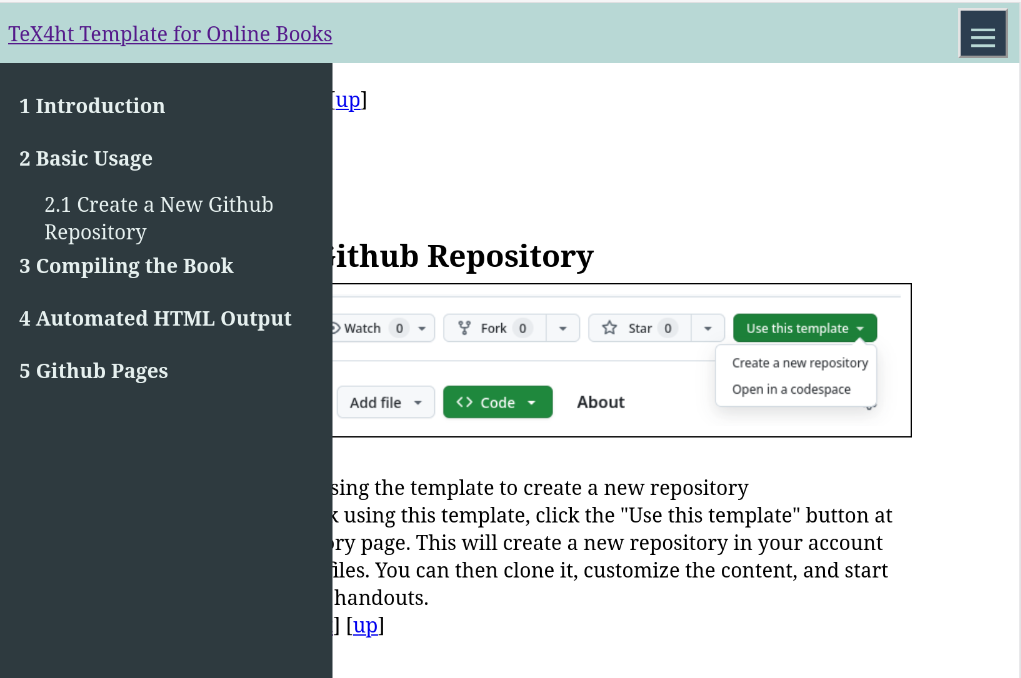 TeX4ht Template for Online Books
1 Introduction
2 Basic Usage
2.1 Create a New Github
Repository
3 Compiling the Book
4 Automated HTML Output
5 Github Pages
[up]
Github Repository
Watch 0 Fork 0 Star 0 Use this template
Create a new repository
Open in a codespace
Add file Code About
sing the template to create a new repository
using this template, click the "Use this template" button at
ry page. This will create a new repository in your account
files. You can then clone it, customize the content, and start
handouts.
] [up]